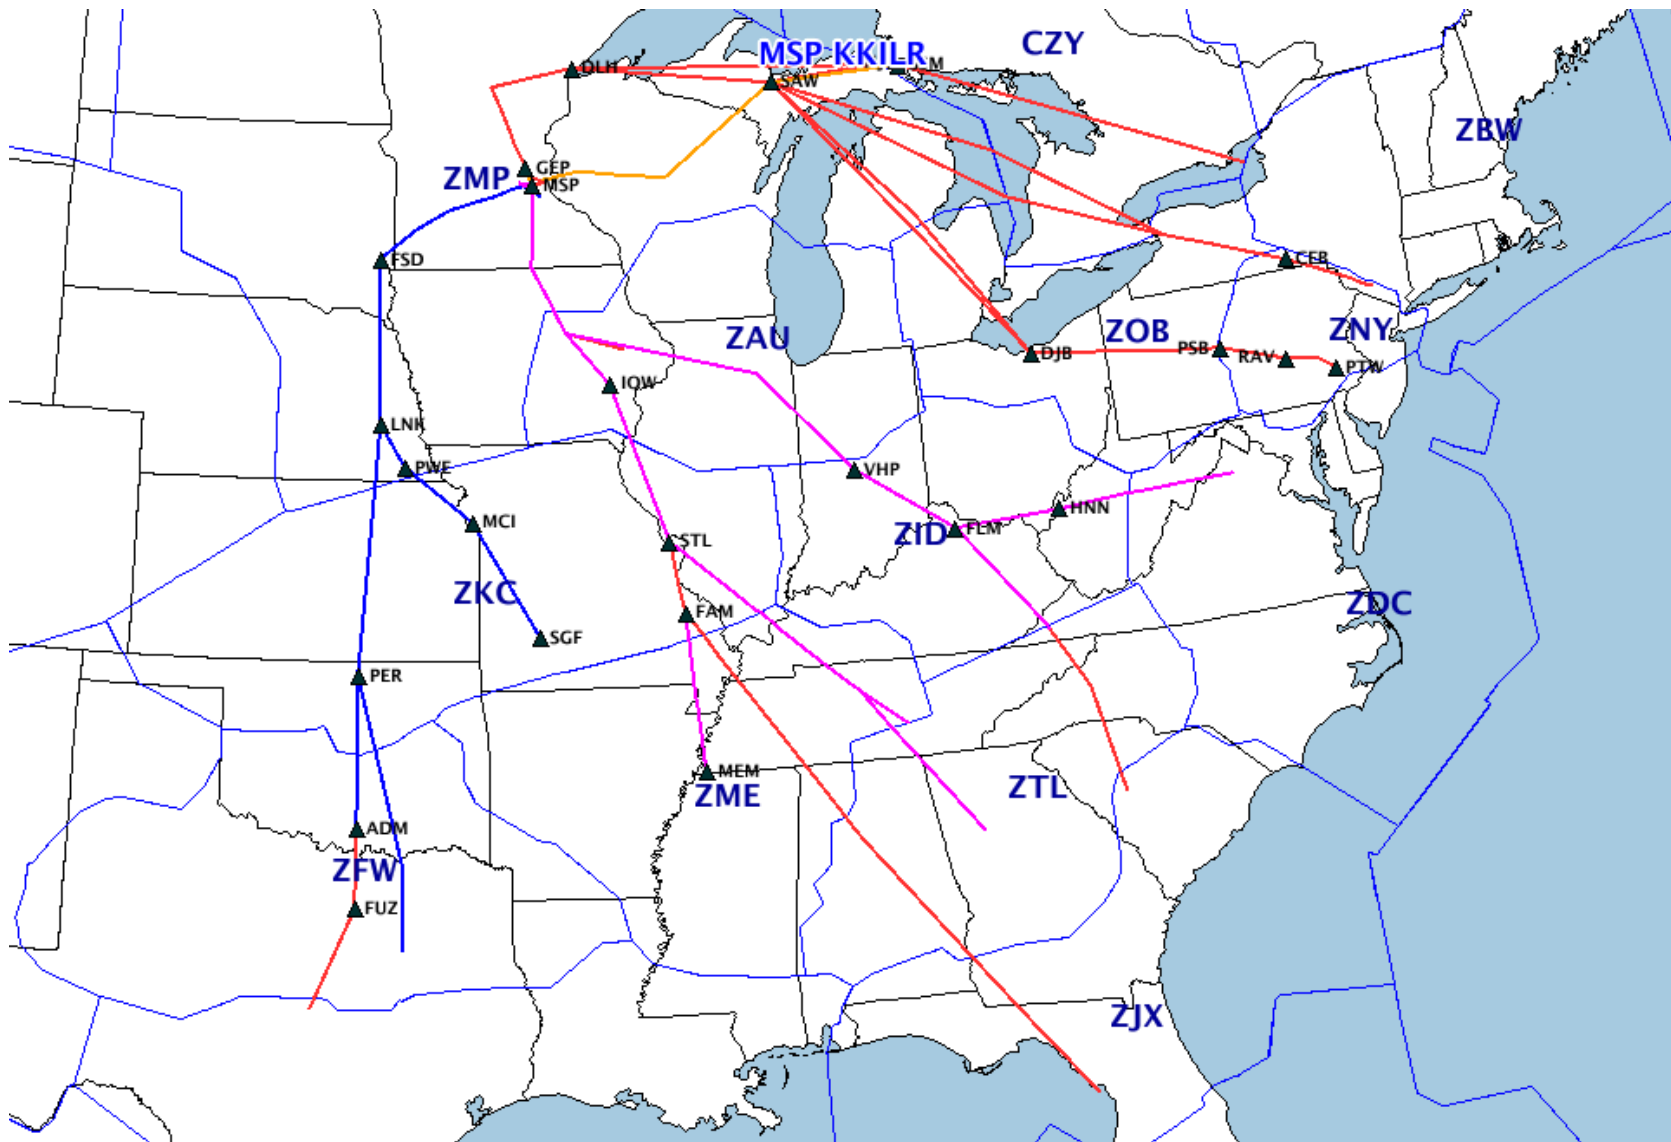 CZY
MSP KKILR
DLH
SAW
ZBW
GEP
ZMP
MSP
FSD
CFB
ZAU
ZOB
ZNY
DJB
PSB
RAV
PTW
IOW
LNK
PWE
VHP
MCI
HNN
FLM
ZID
STL
ZKC
ZDC
FAM
SGF
PER
MEM
ZME
ZTL
ADM
ZFW
FUZ
ZJX